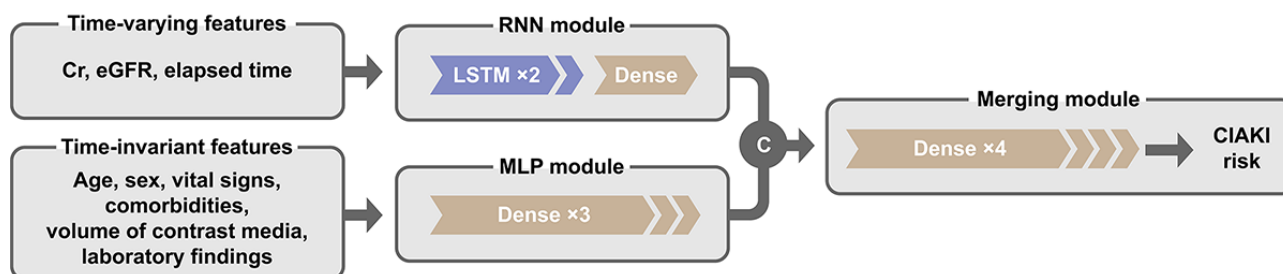 Time-varying features
Cr, eGFR, elapsed time
RNN module
LSTM ×2
Dense
Time-invariant features
Age, sex, vital signs,
comorbidities,
volume of contrast media,
laboratory findings
MLP module
Dense ×3
C
Merging module
Dense ×4
CIAKI
risk